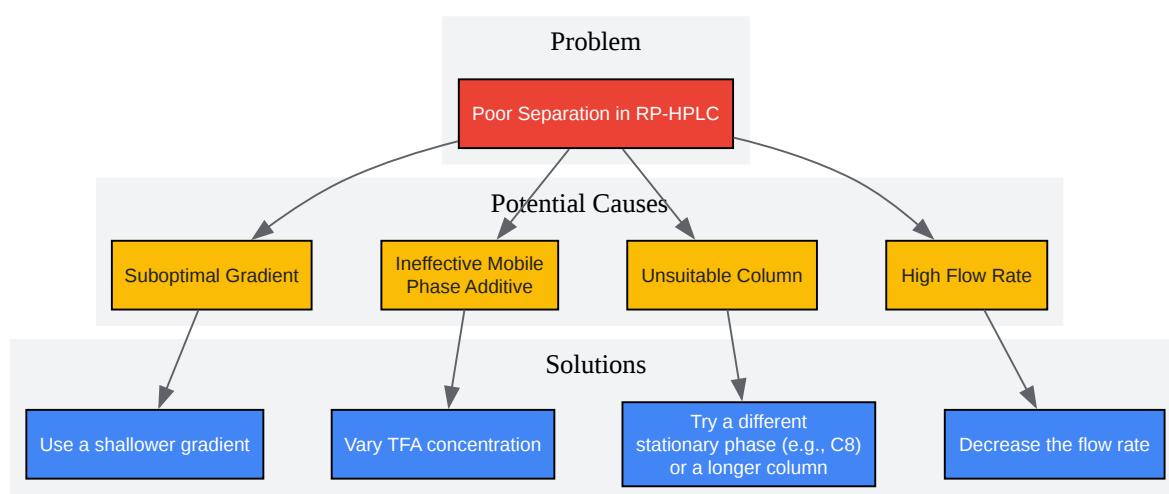 Problem
Poor Separation in RP-HPLC
Potential Causes
Suboptimal Gradient
Ineffective Mobile
Phase Additive
Unsuitable Column
High Flow Rate
Solutions
Use a shallower gradient
Vary TFA concentration
Try a different
stationary phase (e.g., C8)
or a longer column
Decrease the flow rate